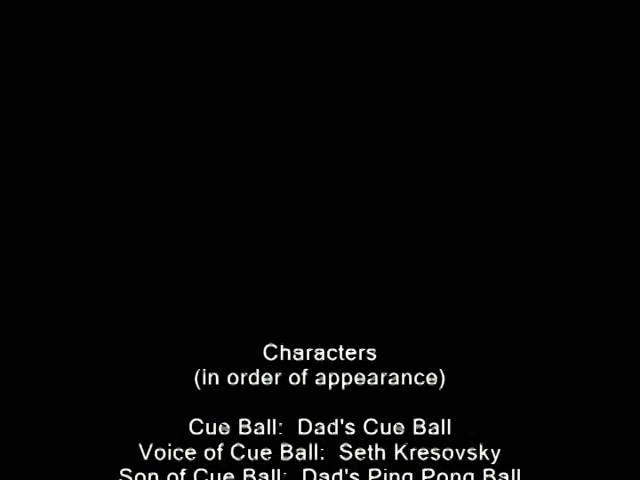 Characters
(in order of appearance)
Cue Ball: Dad's Cue Ball
Voice of Cue Ball: Seth Kresovsky
Son of Cue Ball: Dad's Ping Pong Ball